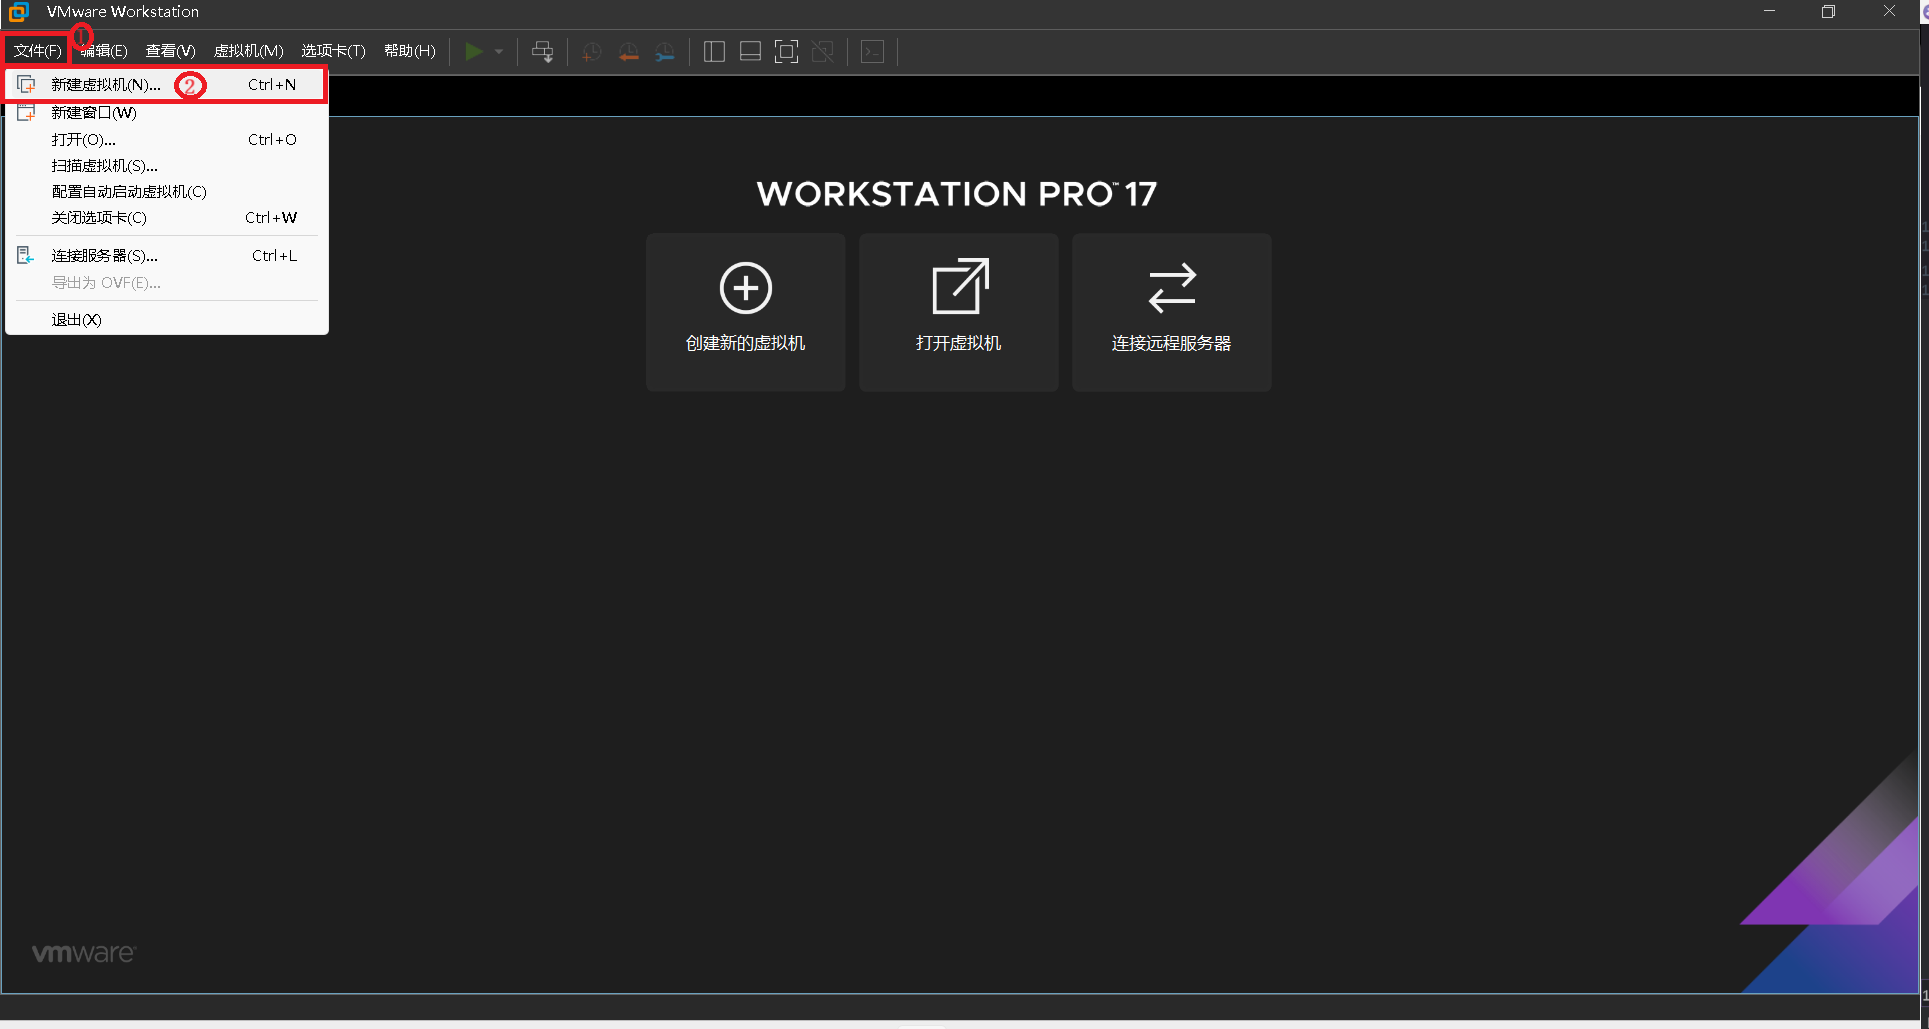 VMware Workstation
文件(F) ① 编辑(E) 查看(V) 虚拟机(M) 选项卡(T) 帮助(H)
新建虚拟机(N)... ② Ctrl+N
新建窗口(W)
打开(O)... Ctrl+O
扫描虚拟机(S)...
配置自动启动虚拟机(C)
关闭选项卡(C) Ctrl+W
连接服务器(S)... Ctrl+L
导出为 OVF(E)...
退出(X)
WORKSTATION PRO™ 17
创建新的虚拟机 打开虚拟机 连接远程服务器
vmware